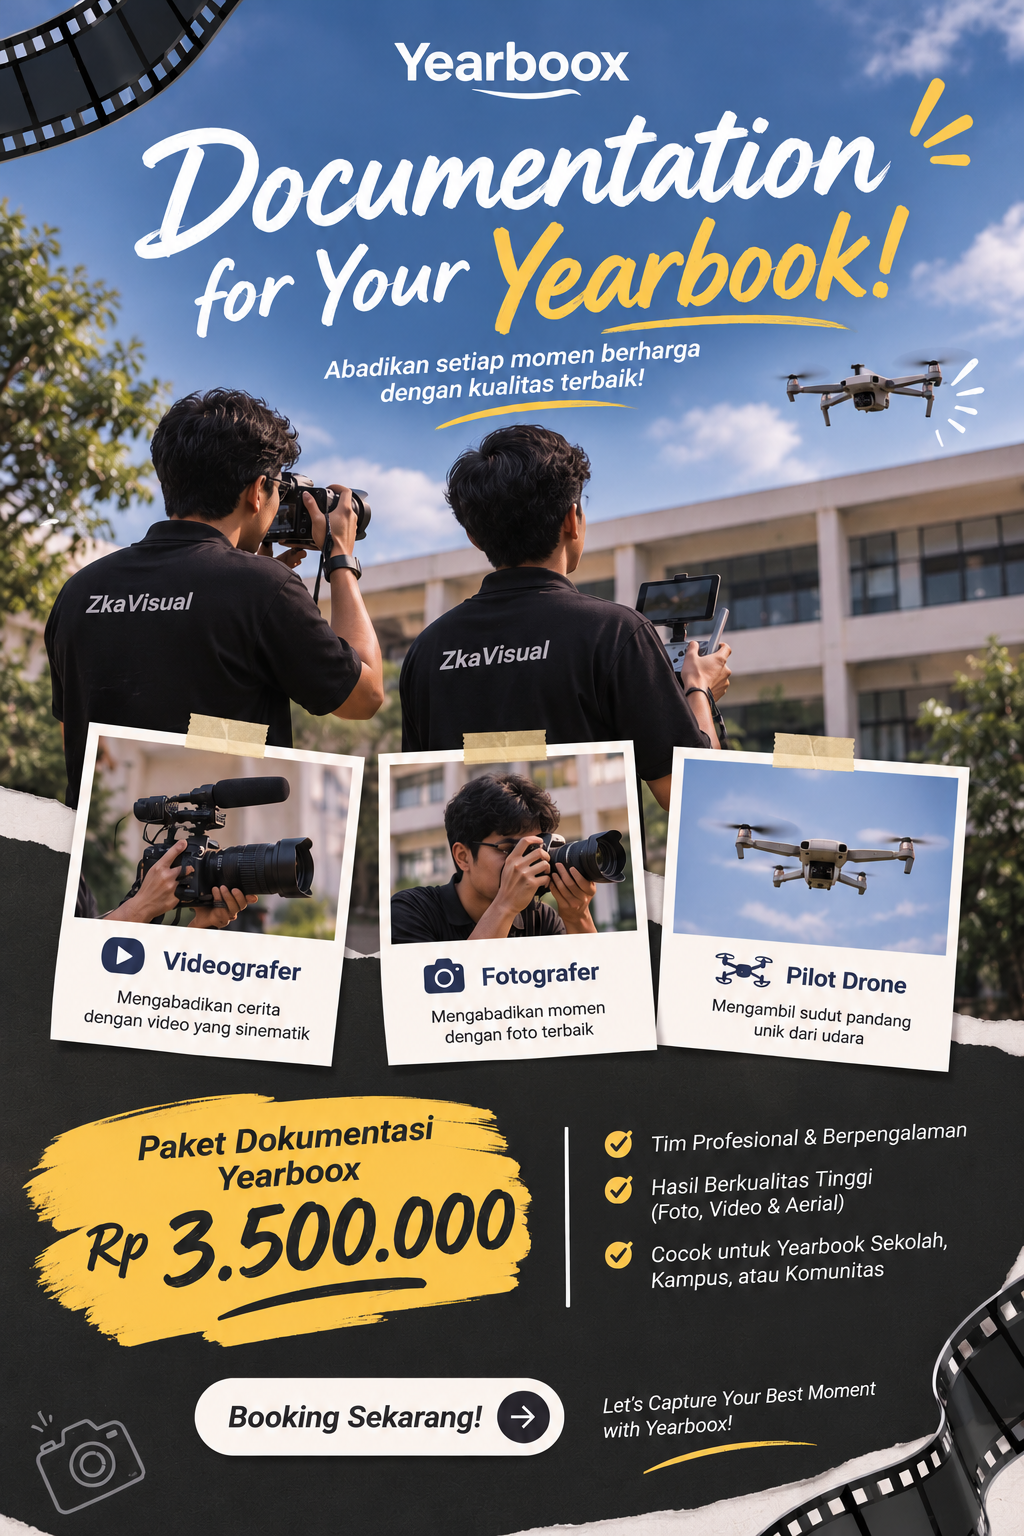 Yearboox
Documentation
for Your Yearbook!
Abadikan setiap momen berharga
dengan kualitas terbaik!
ZkaVisual
ZkaVisual
Videografer
Mengabadikan cerita
dengan video yang sinematik
Fotografer
Mengabadikan momen
dengan foto terbaik
Pilot Drone
Mengambil sudut pandang
unik dari udara
Paket Dokumentasi
Yearboox
Rp 3.500.000
Tim Profesional & Berpengalaman
Hasil Berkualitas Tinggi
(Foto, Video & Aerial)
Cocok untuk Yearbook Sekolah,
Kampus, atau Komunitas
Booking Sekarang!
Let's Capture Your Best Moment
with Yearboox!